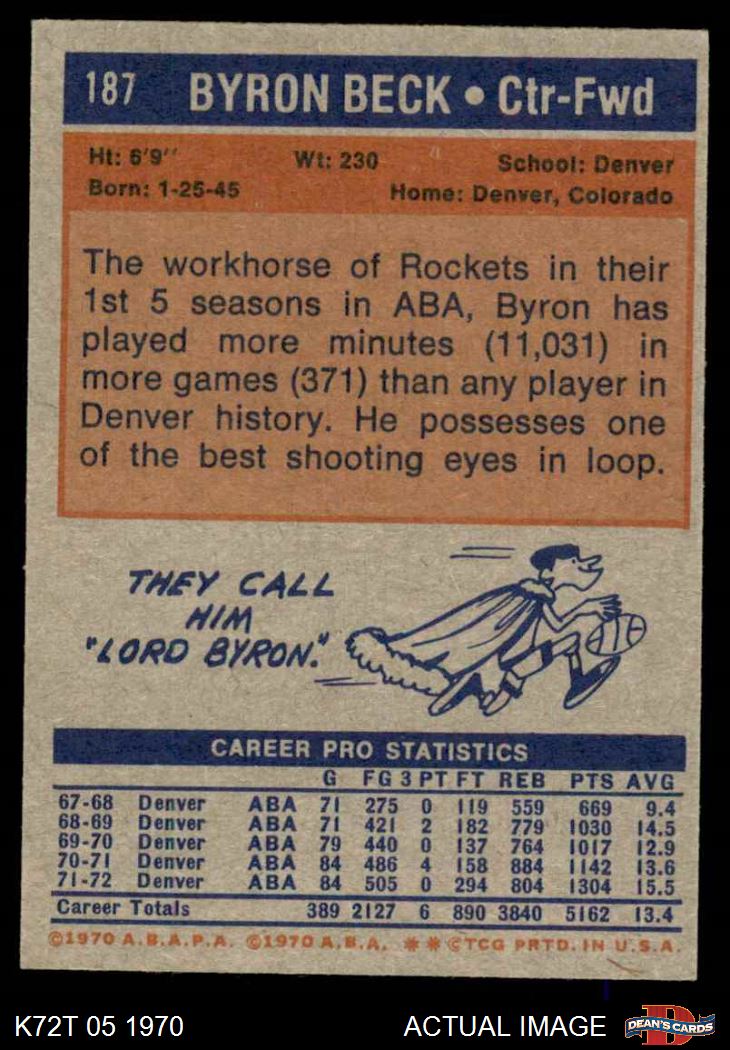 187 BYRON BECK • Ctr-Fwd
Ht: 6'9" Wt: 230 School: Denver
Born: 1-25-45 Home: Denver, Colorado
The workhorse of Rockets in their
1st 5 seasons in ABA, Byron has
played more minutes (11,031) in
more games (371) than any player in
Denver history. He possesses one
of the best shooting eyes in loop.
THEY CALL
HIM
"LORD BYRON."
CAREER PRO STATISTICS
G FG 3 PT FT REB PTS AVG
67-68 Denver ABA 71 275 0 119 559 669 9.4
68-69 Denver ABA 71 421 2 182 779 1030 14.5
69-70 Denver ABA 79 440 0 137 764 1017 12.9
70-71 Denver ABA 84 486 4 158 884 1142 13.6
71-72 Denver ABA 84 505 0 294 804 1304 15.5
Career Totals 389 2127 6 890 3840 5162 13.4
©1970 A.B.A.P.A. ©1970 A.B.A. ✱✱©TCG PRTD. IN U.S.A.
K72T 05 1970 ACTUAL IMAGE D DEAN'S CARDS